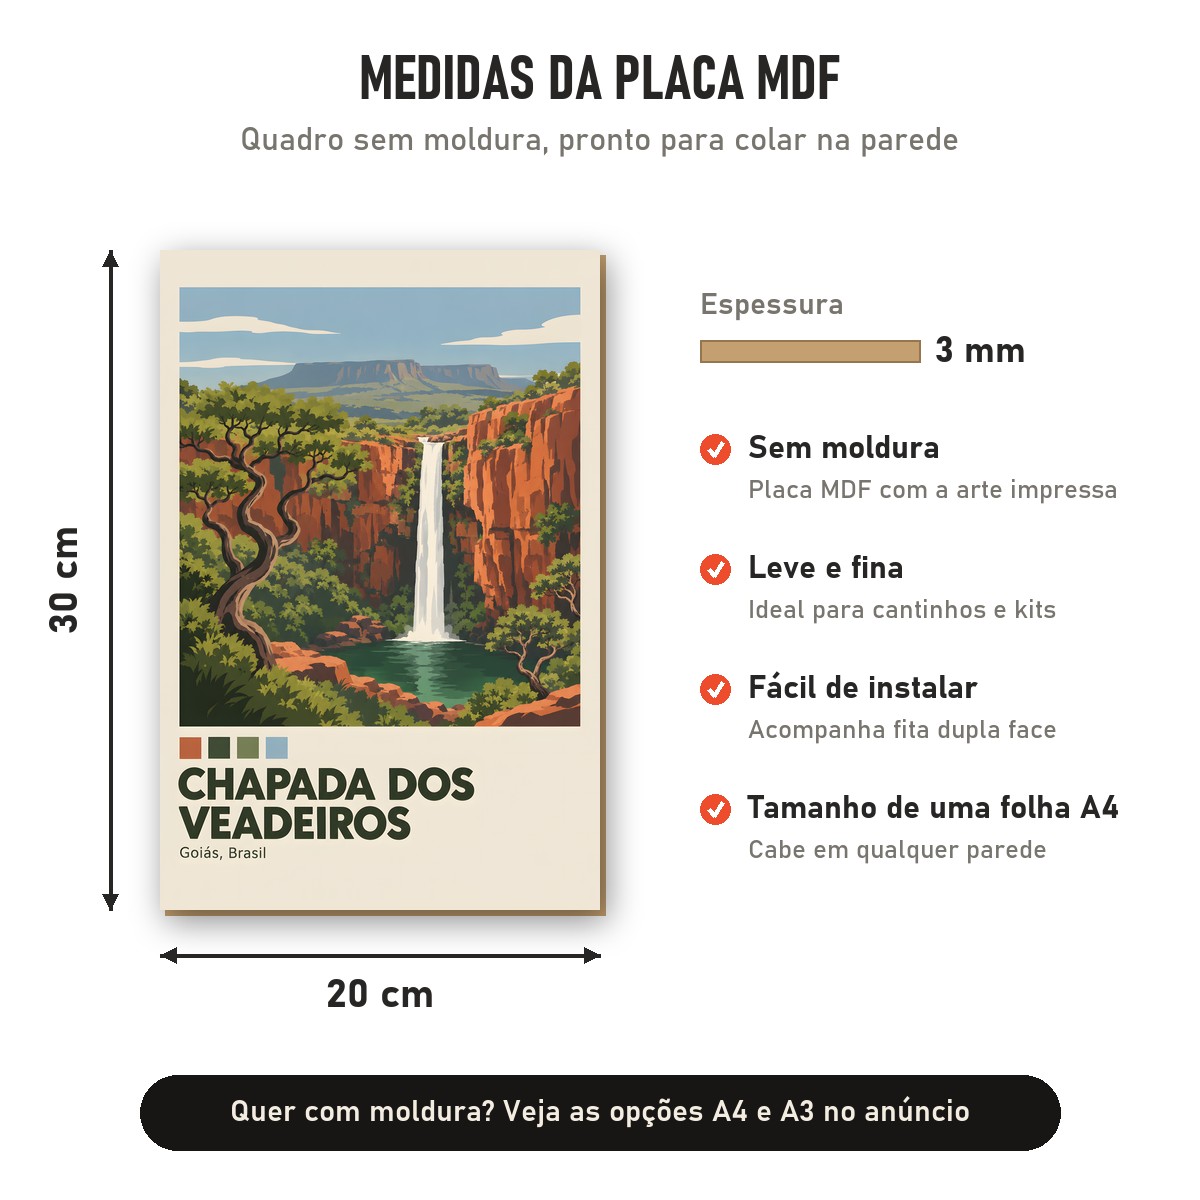 MEDIDAS DA PLACA MDF
Quadro sem moldura, pronto para colar na parede
30 cm
CHAPADA DOS
VEADEIROS
Goiás, Brasil
20 cm
Espessura
3 mm
Sem moldura
Placa MDF com a arte impressa
Leve e fina
Ideal para cantinhos e kits
Fácil de instalar
Acompanha fita dupla face
Tamanho de uma folha A4
Cabe em qualquer parede
Quer com moldura? Veja as opções A4 e A3 no anúncio